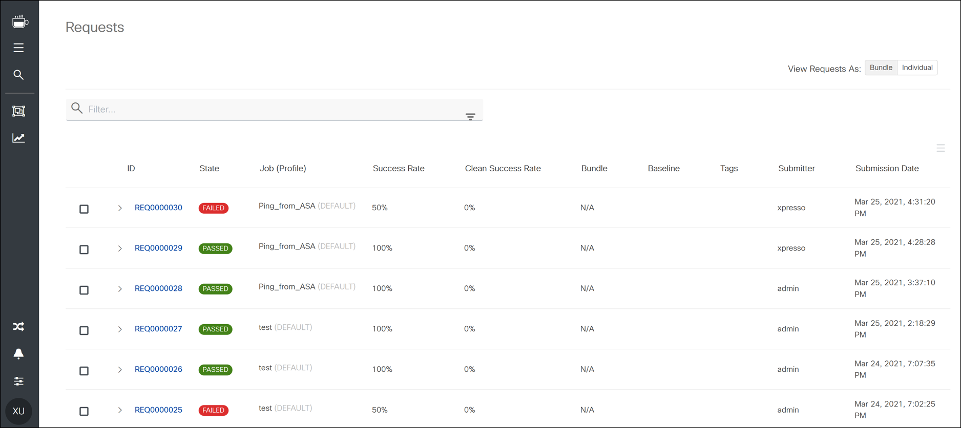 Requests
View Requests As: Bundle Individual
Filter...
ID State Job (Profile) Success Rate Clean Success Rate Bundle Baseline Tags Submitter Submission Date
REQ0000030 FAILED Ping_from_ASA (DEFAULT) 50% 0% N/A xpresso Mar 25, 2021, 4:31:20
PM
REQ0000029 PASSED Ping_from_ASA (DEFAULT) 100% 0% N/A xpresso Mar 25, 2021, 4:28:28
PM
REQ0000028 PASSED Ping_from_ASA (DEFAULT) 100% 0% N/A admin Mar 25, 2021, 3:37:10
PM
REQ0000027 PASSED test (DEFAULT) 100% 0% N/A admin Mar 25, 2021, 2:18:29
PM
REQ0000026 PASSED test (DEFAULT) 100% 0% N/A admin Mar 24, 2021, 7:07:35
PM
REQ0000025 FAILED test (DEFAULT) 50% 0% N/A admin Mar 24, 2021, 7:02:25
PM
XU